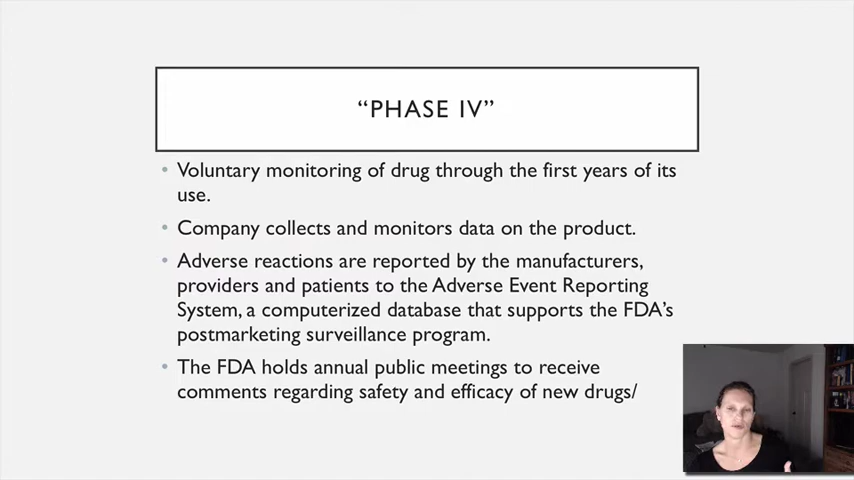 “PHASE IV”
• Voluntary monitoring of drug through the first years of its
use.
• Company collects and monitors data on the product.
• Adverse reactions are reported by the manufacturers,
providers and patients to the Adverse Event Reporting
System, a computerized database that supports the FDA’s
postmarketing surveillance program.
• The FDA holds annual public meetings to receive
comments regarding safety and efficacy of new drugs/